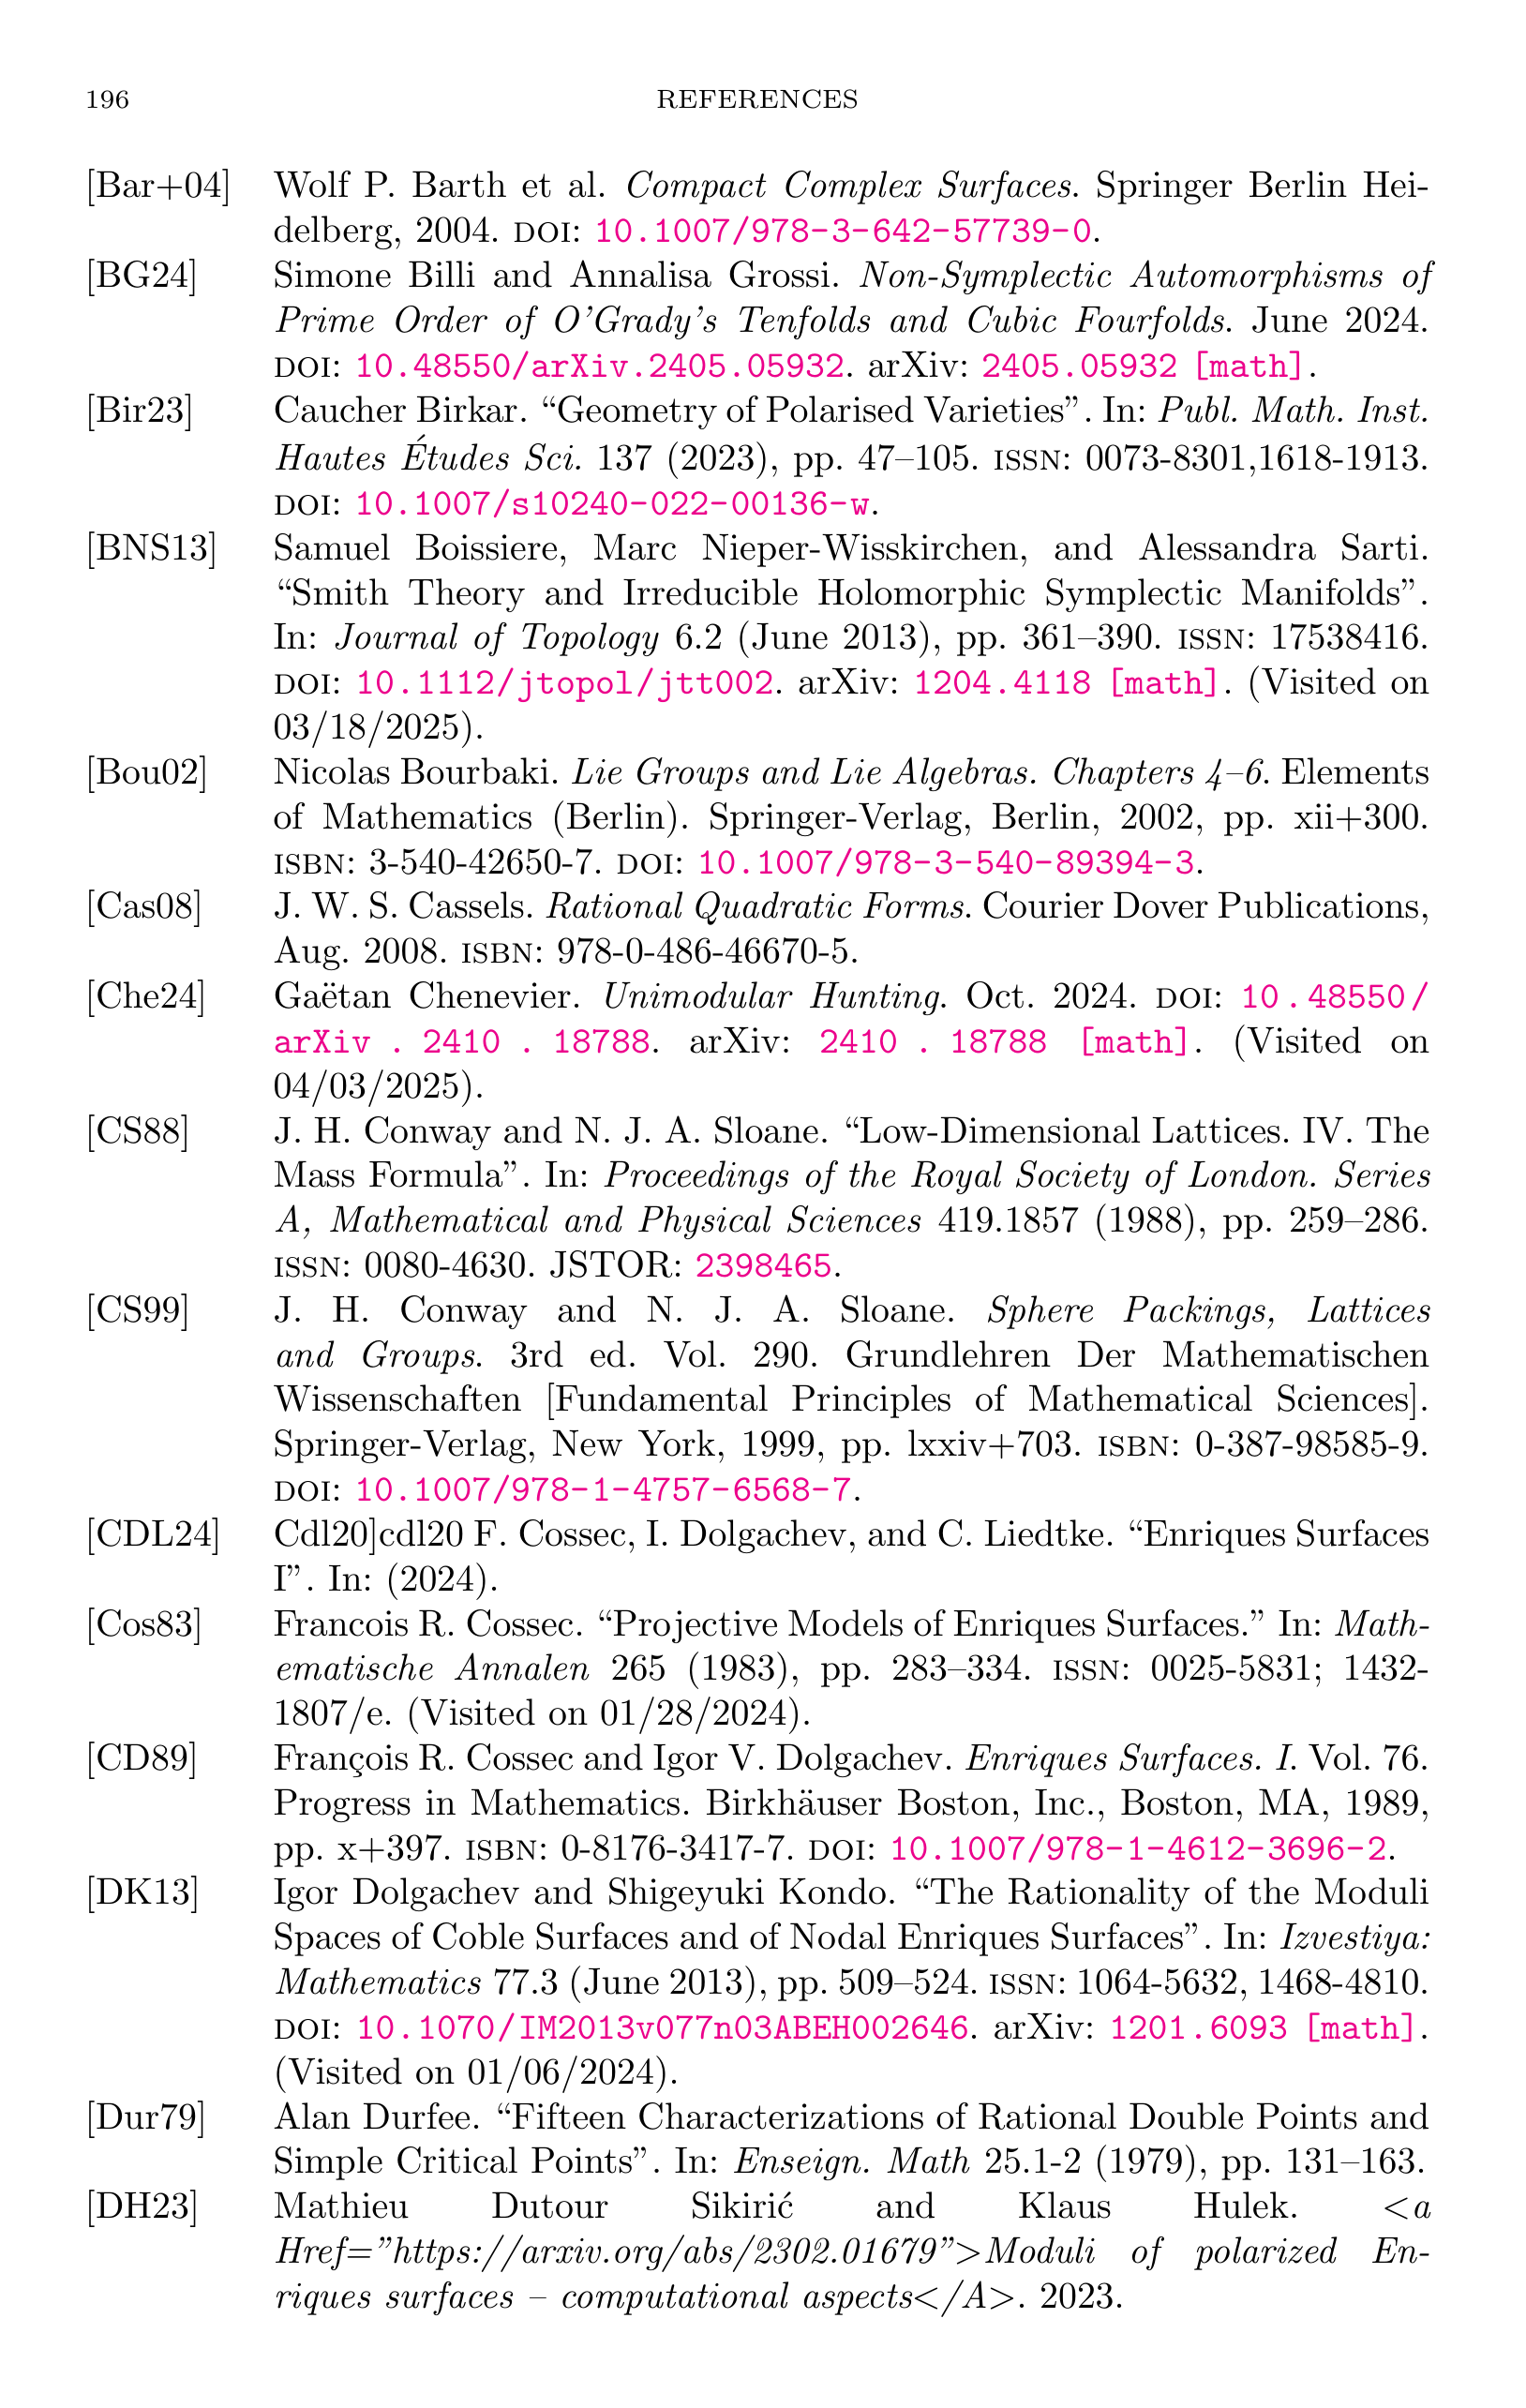 196 REFERENCES
[Bar+04] Wolf P. Barth et al. Compact Complex Surfaces. Springer Berlin Hei-
delberg, 2004. DOI: 10.1007/978-3-642-57739-0.
[BG24] Simone Billi and Annalisa Grossi. Non-Symplectic Automorphisms of
Prime Order of O'Grady's Tenfolds and Cubic Fourfolds. June 2024.
DOI: 10.48550/arXiv.2405.05932. arXiv: 2405.05932 [math].
[Bir23] Caucher Birkar. “Geometry of Polarised Varieties”. In: Publ. Math. Inst.
Hautes Études Sci. 137 (2023), pp. 47–105. ISSN: 0073-8301,1618-1913.
DOI: 10.1007/s10240-022-00136-w.
[BNS13] Samuel Boissiere, Marc Nieper-Wisskirchen, and Alessandra Sarti.
“Smith Theory and Irreducible Holomorphic Symplectic Manifolds”.
In: Journal of Topology 6.2 (June 2013), pp. 361–390. ISSN: 17538416.
DOI: 10.1112/jtopol/jtt002. arXiv: 1204.4118 [math]. (Visited on
03/18/2025).
[Bou02] Nicolas Bourbaki. Lie Groups and Lie Algebras. Chapters 4–6. Elements
of Mathematics (Berlin). Springer-Verlag, Berlin, 2002, pp. xii+300.
ISBN: 3-540-42650-7. DOI: 10.1007/978-3-540-89394-3.
[Cas08] J. W. S. Cassels. Rational Quadratic Forms. Courier Dover Publications,
Aug. 2008. ISBN: 978-0-486-46670-5.
[Che24] Gaëtan Chenevier. Unimodular Hunting. Oct. 2024. DOI: 10.48550/
arXiv . 2410 . 18788. arXiv: 2410 . 18788 [math]. (Visited on
04/03/2025).
[CS88] J. H. Conway and N. J. A. Sloane. “Low-Dimensional Lattices. IV. The
Mass Formula”. In: Proceedings of the Royal Society of London. Series
A, Mathematical and Physical Sciences 419.1857 (1988), pp. 259–286.
ISSN: 0080-4630. JSTOR: 2398465.
[CS99] J. H. Conway and N. J. A. Sloane. Sphere Packings, Lattices
and Groups. 3rd ed. Vol. 290. Grundlehren Der Mathematischen
Wissenschaften [Fundamental Principles of Mathematical Sciences].
Springer-Verlag, New York, 1999, pp. lxxiv+703. ISBN: 0-387-98585-9.
DOI: 10.1007/978-1-4757-6568-7.
[CDL24] Cdl20]cdl20 F. Cossec, I. Dolgachev, and C. Liedtke. “Enriques Surfaces
I”. In: (2024).
[Cos83] Francois R. Cossec. “Projective Models of Enriques Surfaces.” In: Math-
ematische Annalen 265 (1983), pp. 283–334. ISSN: 0025-5831; 1432-
1807/e. (Visited on 01/28/2024).
[CD89] François R. Cossec and Igor V. Dolgachev. Enriques Surfaces. I. Vol. 76.
Progress in Mathematics. Birkhäuser Boston, Inc., Boston, MA, 1989,
pp. x+397. ISBN: 0-8176-3417-7. DOI: 10.1007/978-1-4612-3696-2.
[DK13] Igor Dolgachev and Shigeyuki Kondo. “The Rationality of the Moduli
Spaces of Coble Surfaces and of Nodal Enriques Surfaces”. In: Izvestiya:
Mathematics 77.3 (June 2013), pp. 509–524. ISSN: 1064-5632, 1468-4810.
DOI: 10.1070/IM2013v077n03ABEH002646. arXiv: 1201.6093 [math].
(Visited on 01/06/2024).
[Dur79] Alan Durfee. “Fifteen Characterizations of Rational Double Points and
Simple Critical Points”. In: Enseign. Math 25.1-2 (1979), pp. 131–163.
[DH23] Mathieu Dutour Sikirić and Klaus Hulek. <a
Href=”https://arxiv.org/abs/2302.01679”>Moduli of polarized En-
riques surfaces – computational aspects</A>. 2023.